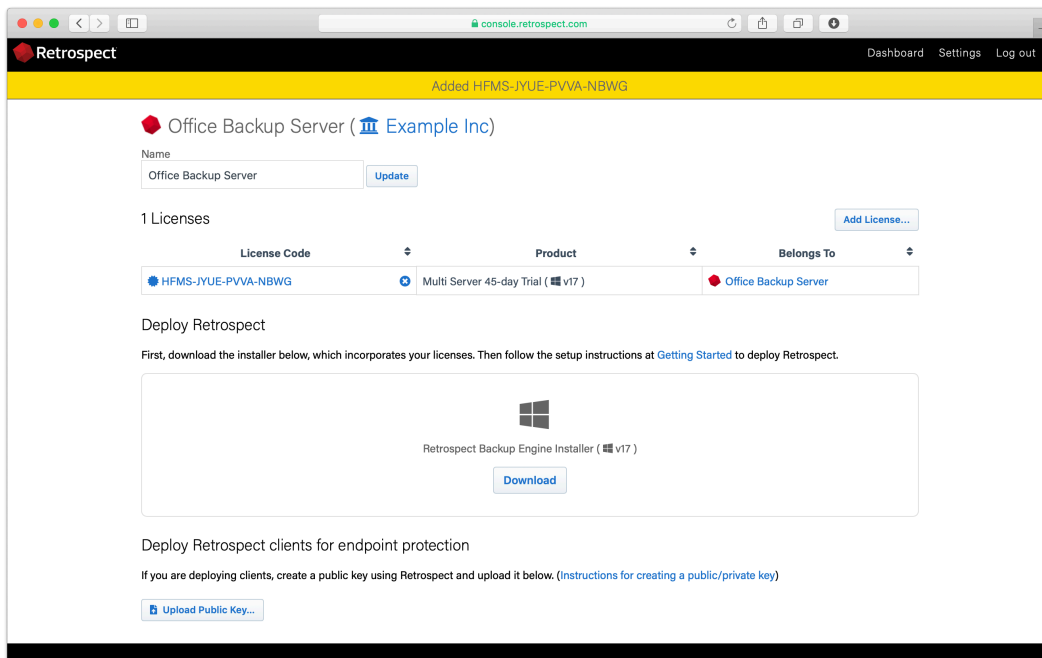 console.retrospect.com
Retrospect
Dashboard Settings Log out
Added HFMS-JYUE-PVVA-NBWG
Office Backup Server ( Example Inc)
Name
Office Backup Server Update
1 Licenses Add License...
License Code Product Belongs To
HFMS-JYUE-PVVA-NBWG Multi Server 45-day Trial ( v17 ) Office Backup Server
Deploy Retrospect
First, download the installer below, which incorporates your licenses. Then follow the setup instructions at Getting Started to deploy Retrospect.
Retrospect Backup Engine Installer ( v17 )
Download
Deploy Retrospect clients for endpoint protection
If you are deploying clients, create a public key using Retrospect and upload it below. (Instructions for creating a public/private key)
Upload Public Key...